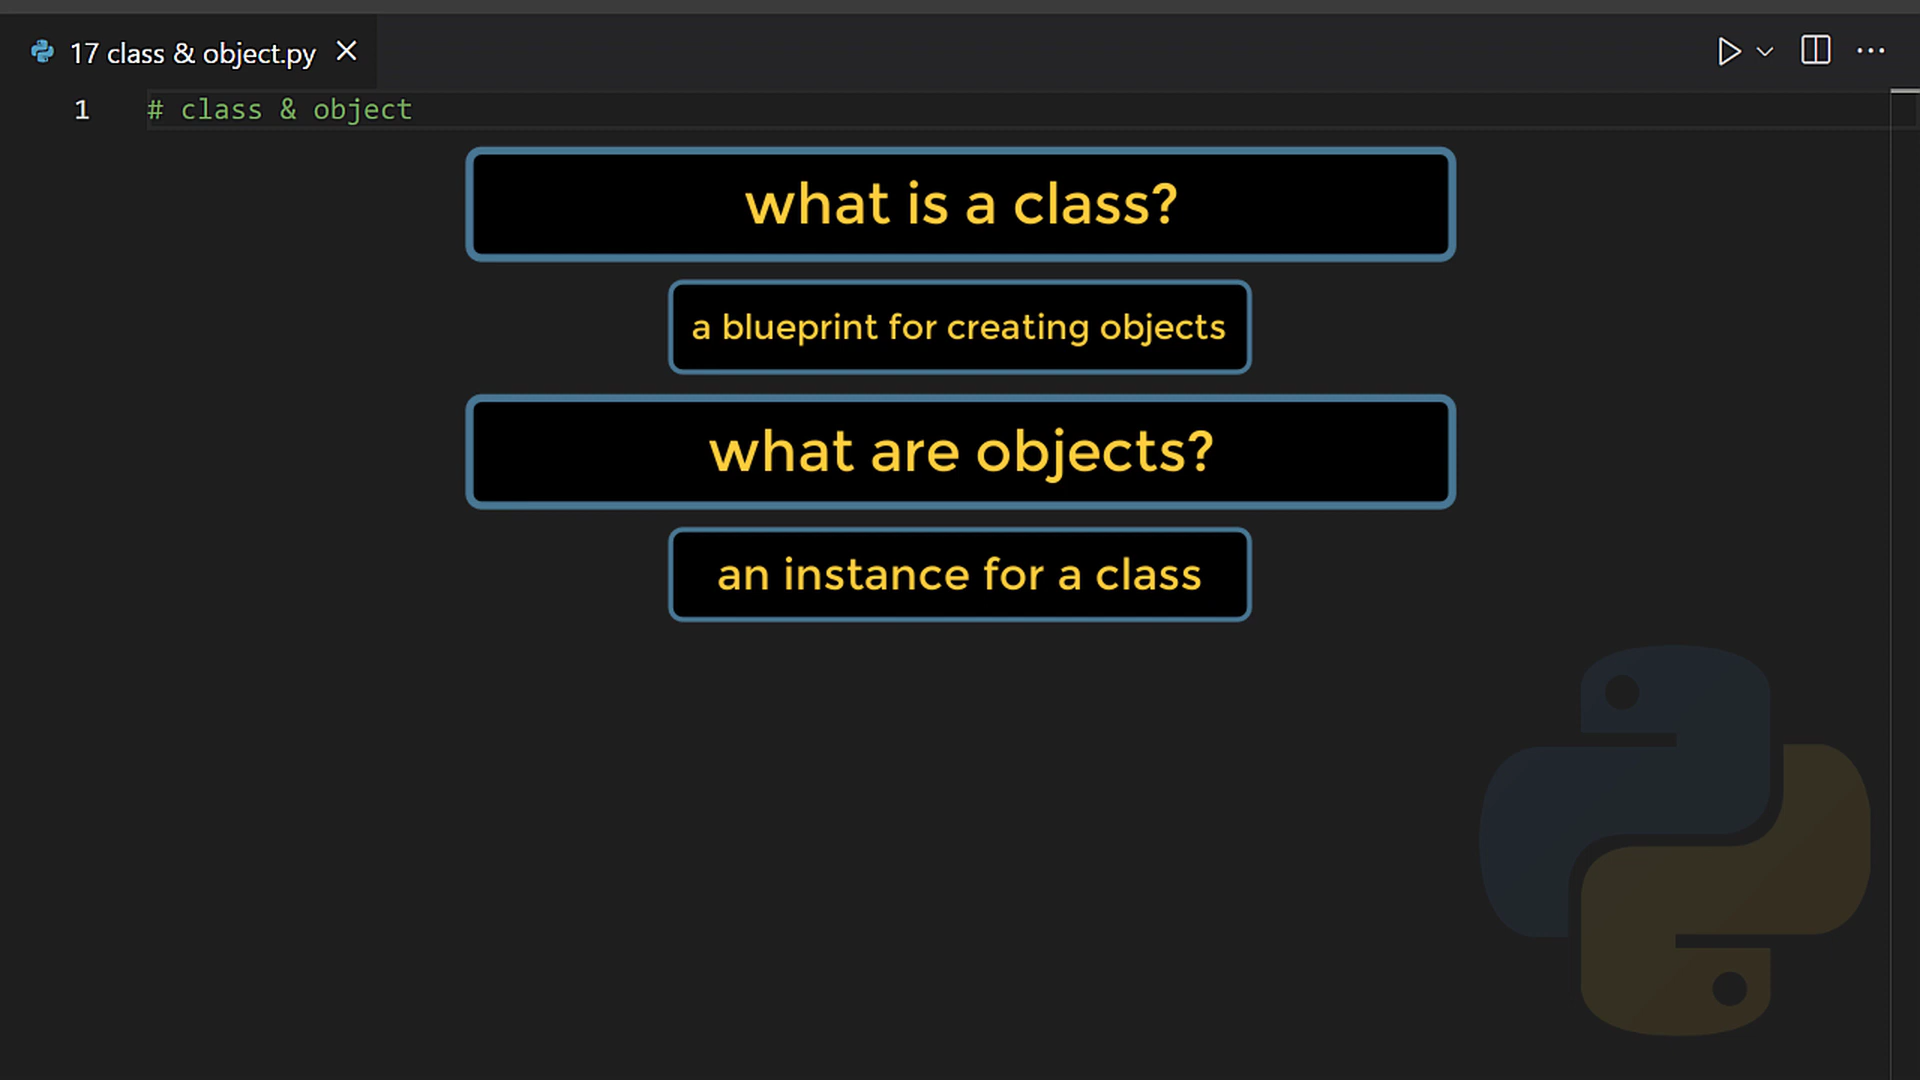 17 class & object.py
1 # class & object
what is a class?
a blueprint for creating objects
what are objects?
an instance for a class